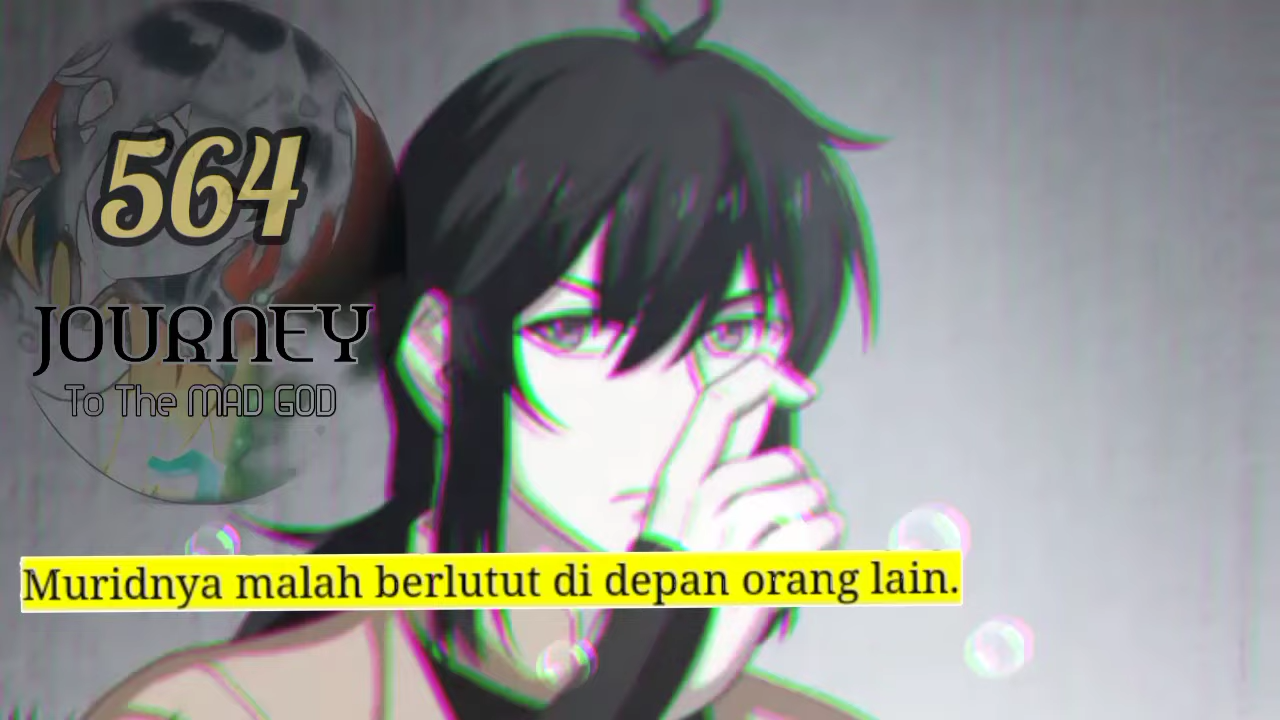 564
JOURNEY
To The MAD GOD
Muridnya malah berlutut di depan orang lain.